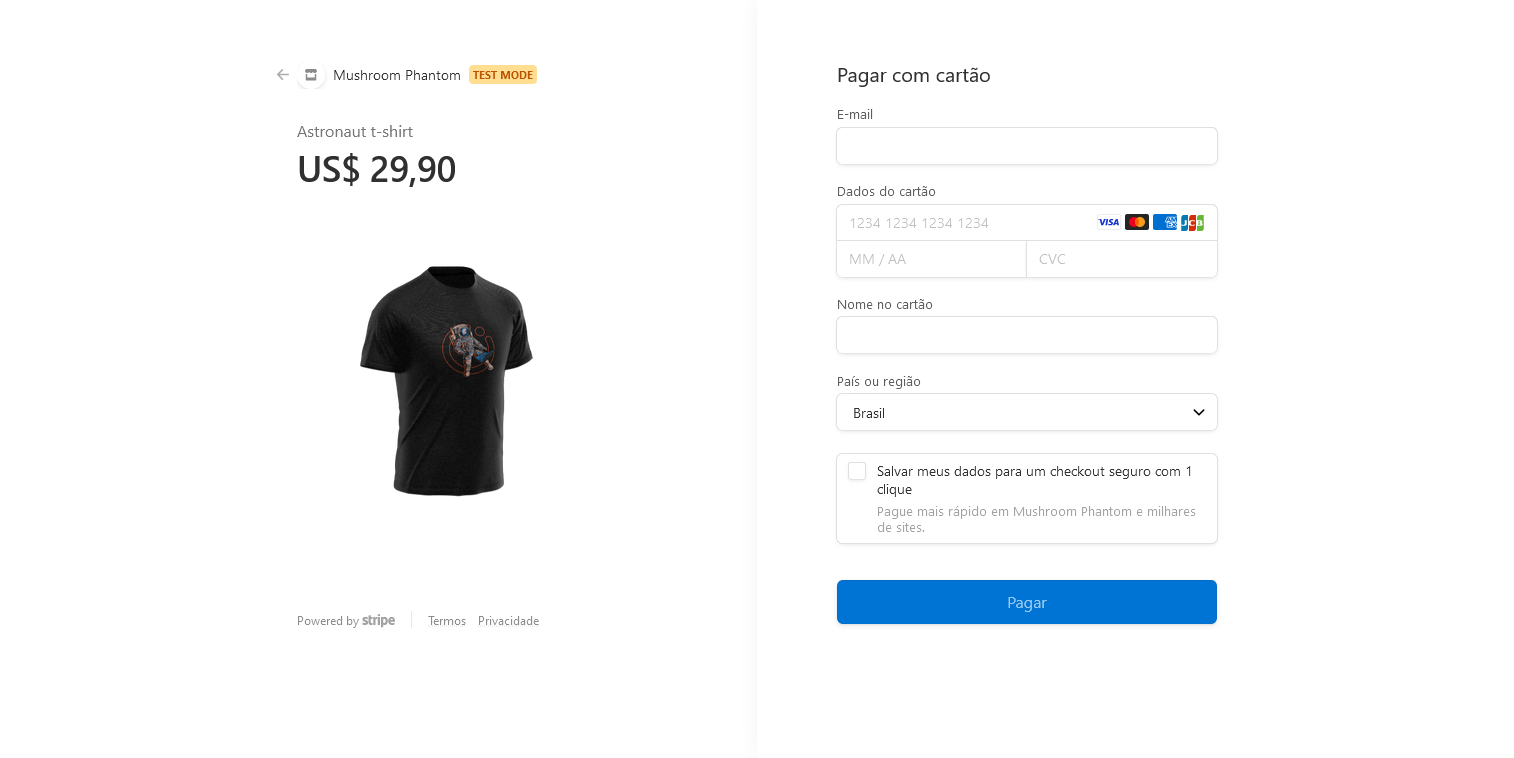 Mushroom Phantom TEST MODE
Astronaut t-shirt
US$ 29,90
Powered by stripe
Termos Privacidade
Pagar com cartão
E-mail
Dados do cartão
1234 1234 1234 1234 VISA AMEX JCB
MM / AA CVC
Nome no cartão
País ou região
Brasil
Salvar meus dados para um checkout seguro com 1
clique
Pague mais rápido em Mushroom Phantom e milhares
de sites.
Pagar